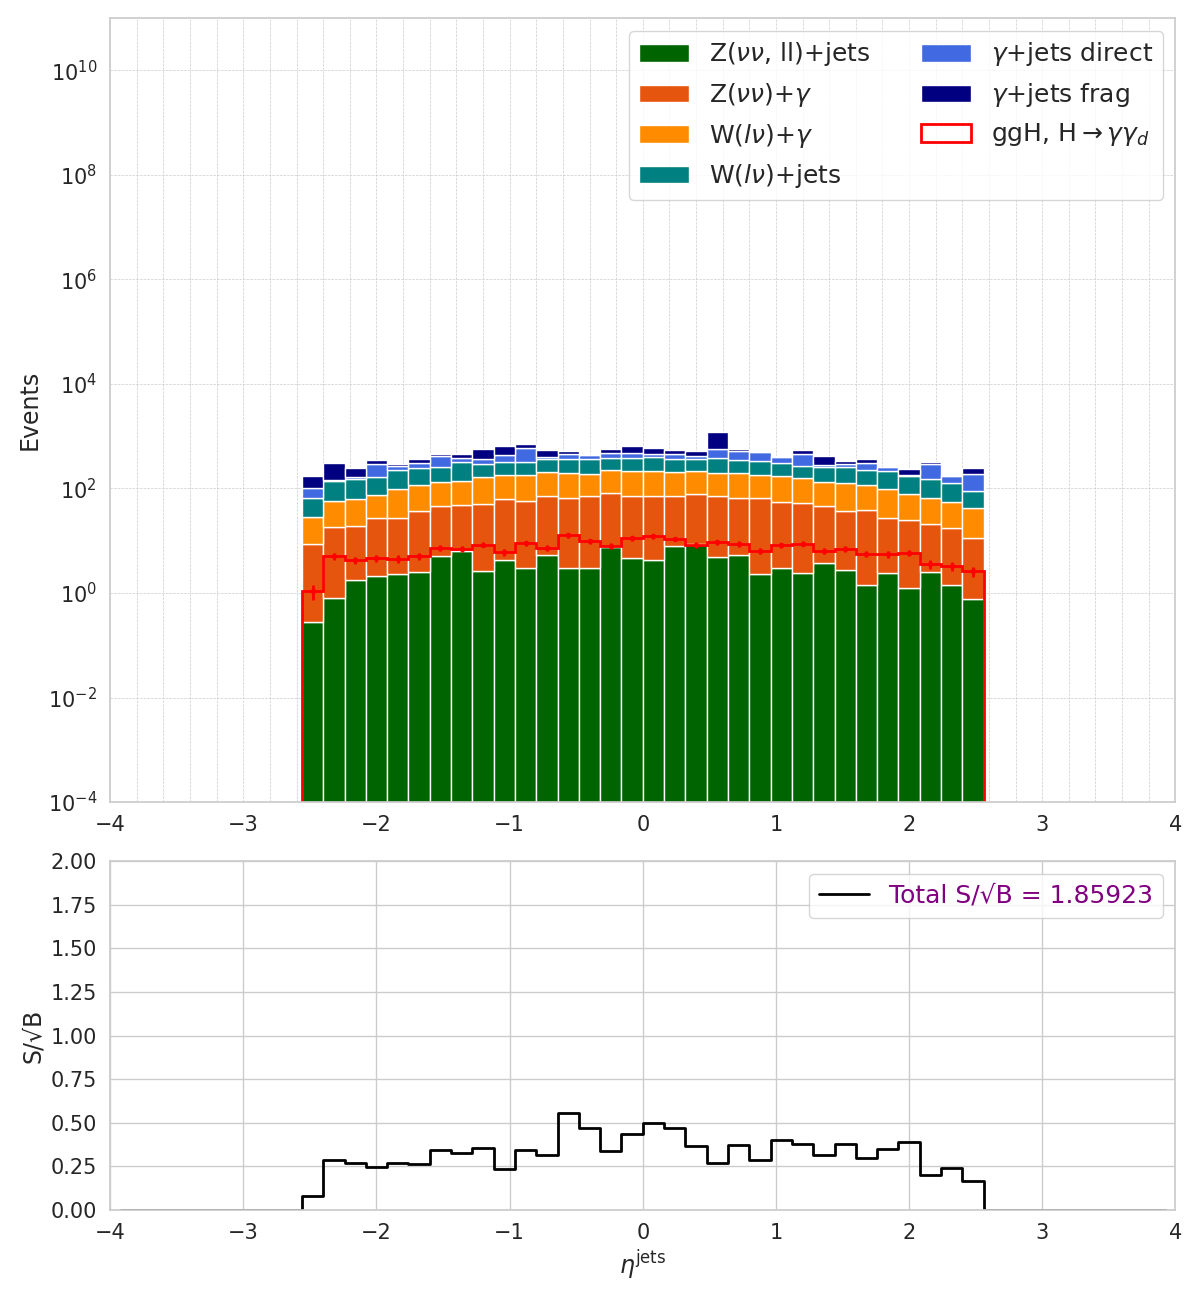 Z(νν, ll)+jets
Z(νν)+γ
W(lν)+γ
W(lν)+jets
γ+jets direct
γ+jets frag
ggH, H→γγ_d
Events
10^10
10^8
10^6
10^4
10^2
10^0
10^−2
10^−4
−4 −3 −2 −1 0 1 2 3 4
Total S/√B = 1.85923
S/√B
2.00
1.75
1.50
1.25
1.00
0.75
0.50
0.25
0.00
−4 −3 −2 −1 0 1 2 3 4
η^jets